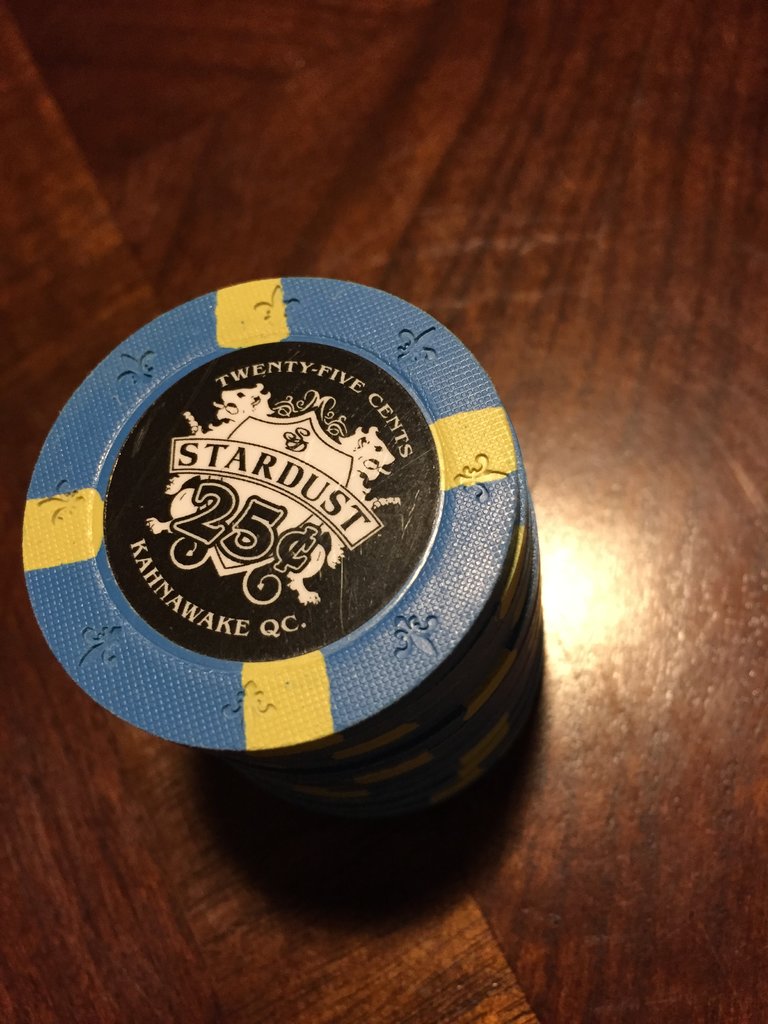 TWENTY-FIVE CENTS
STARDUST
25¢
KAHNAWAKE QC.